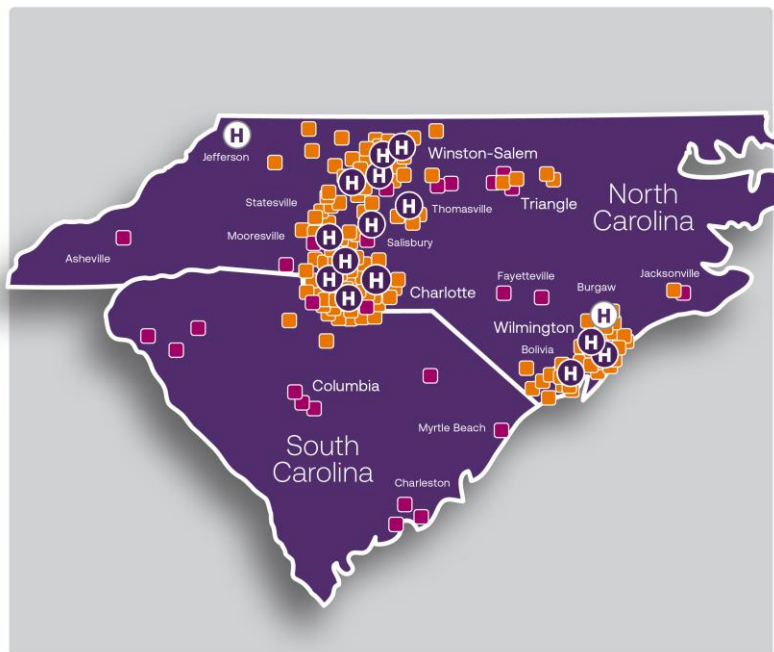 H
Jefferson
H
H
Winston-Salem
H
H
Statesville
Thomasville
H
Triangle
North
Carolina
Mooresville
H
H
Salisbury
Asheville
H
H
H
Charlotte
H
Fayetteville
Jacksonville
Burgaw
H
Wilmington
H
H
Bolivia
H
Columbia
Myrtle Beach
South
Carolina
Charleston